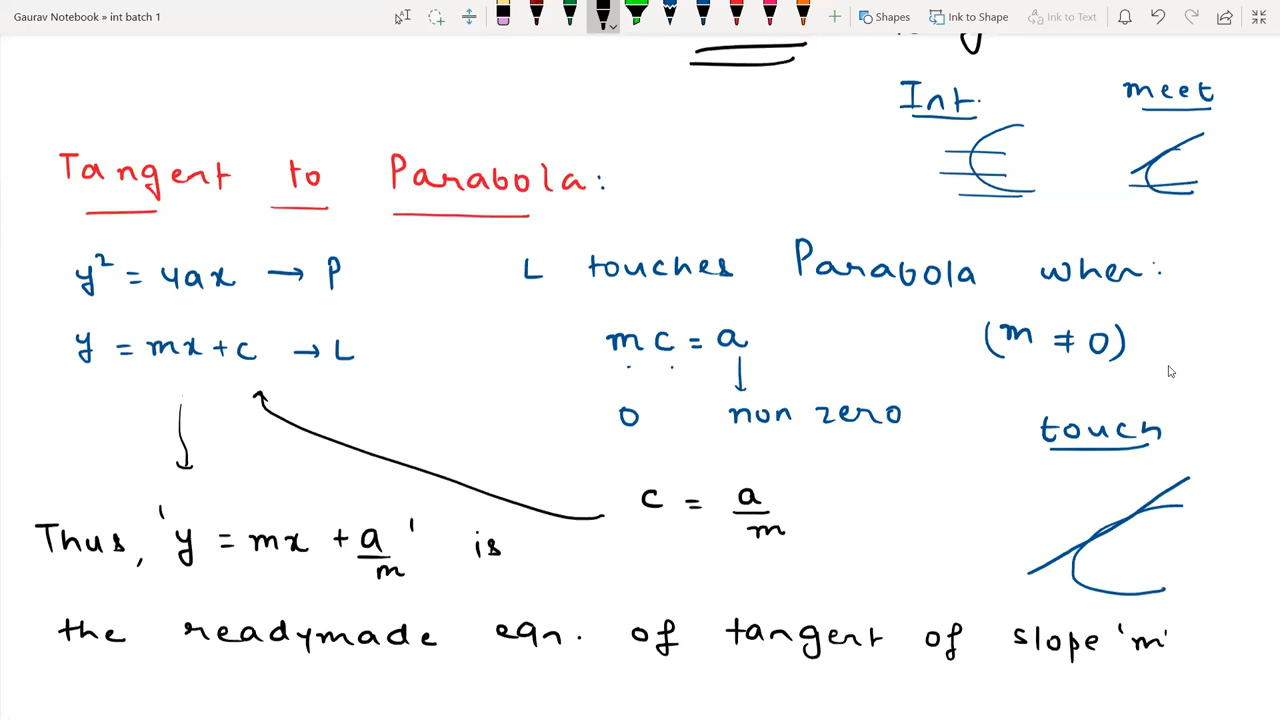 Gaurav Notebook » int batch 1
Shapes Ink to Shape Ink to Text
Int. meet
Tangent to Parabola:
y² = 4ax → P L touches Parabola when:
y = mx + c → L mc = a (m ≠ 0)
0 non zero
touch
c = a/m
Thus, 'y = mx + a/m' is
the readymade eqn. of tangent of slope 'm'